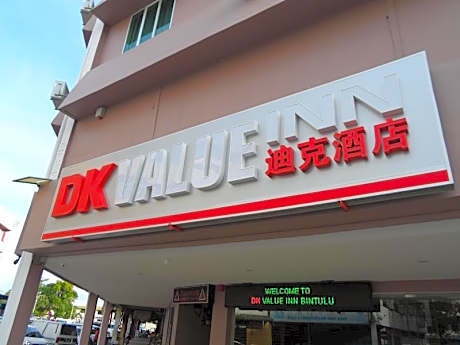 DK VALUE INN
迪克酒店
WELCOME TO
DK VALUE INN BINTULU